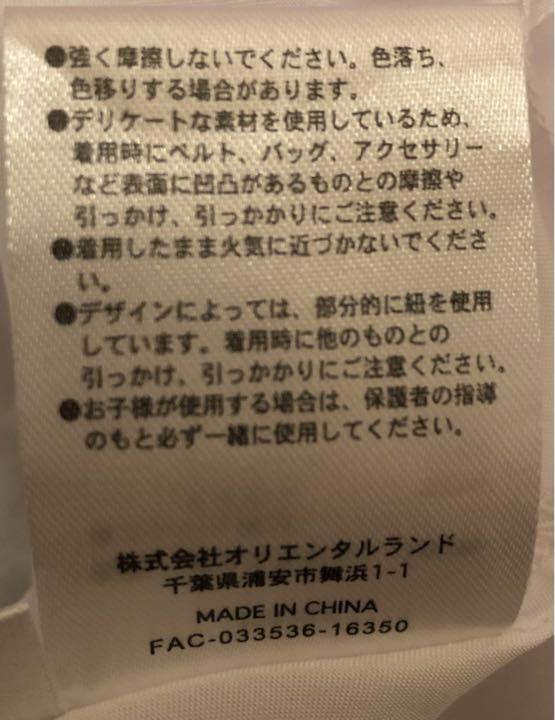 ●強く摩擦しないでください。色落ち、
色移りする場合があります。
●デリケートな素材を使用しているため、
着用時にベルト、バッグ、アクセサリー
など表面に凹凸があるものとの摩擦や
引っかけ、引っかかりにご注意ください。
●着用したまま火気に近づかないでくださ
い。
●デザインによっては、部分的に紐を使用
しています。着用時に他のものとの
引っかけ、引っかかりにご注意ください。
●お子様が使用する場合は、保護者の指導
のもと必ず一緒に使用してください。
株式会社オリエンタルランド
千葉県浦安市舞浜1-1
MADE IN CHINA
FAC-033536-16350